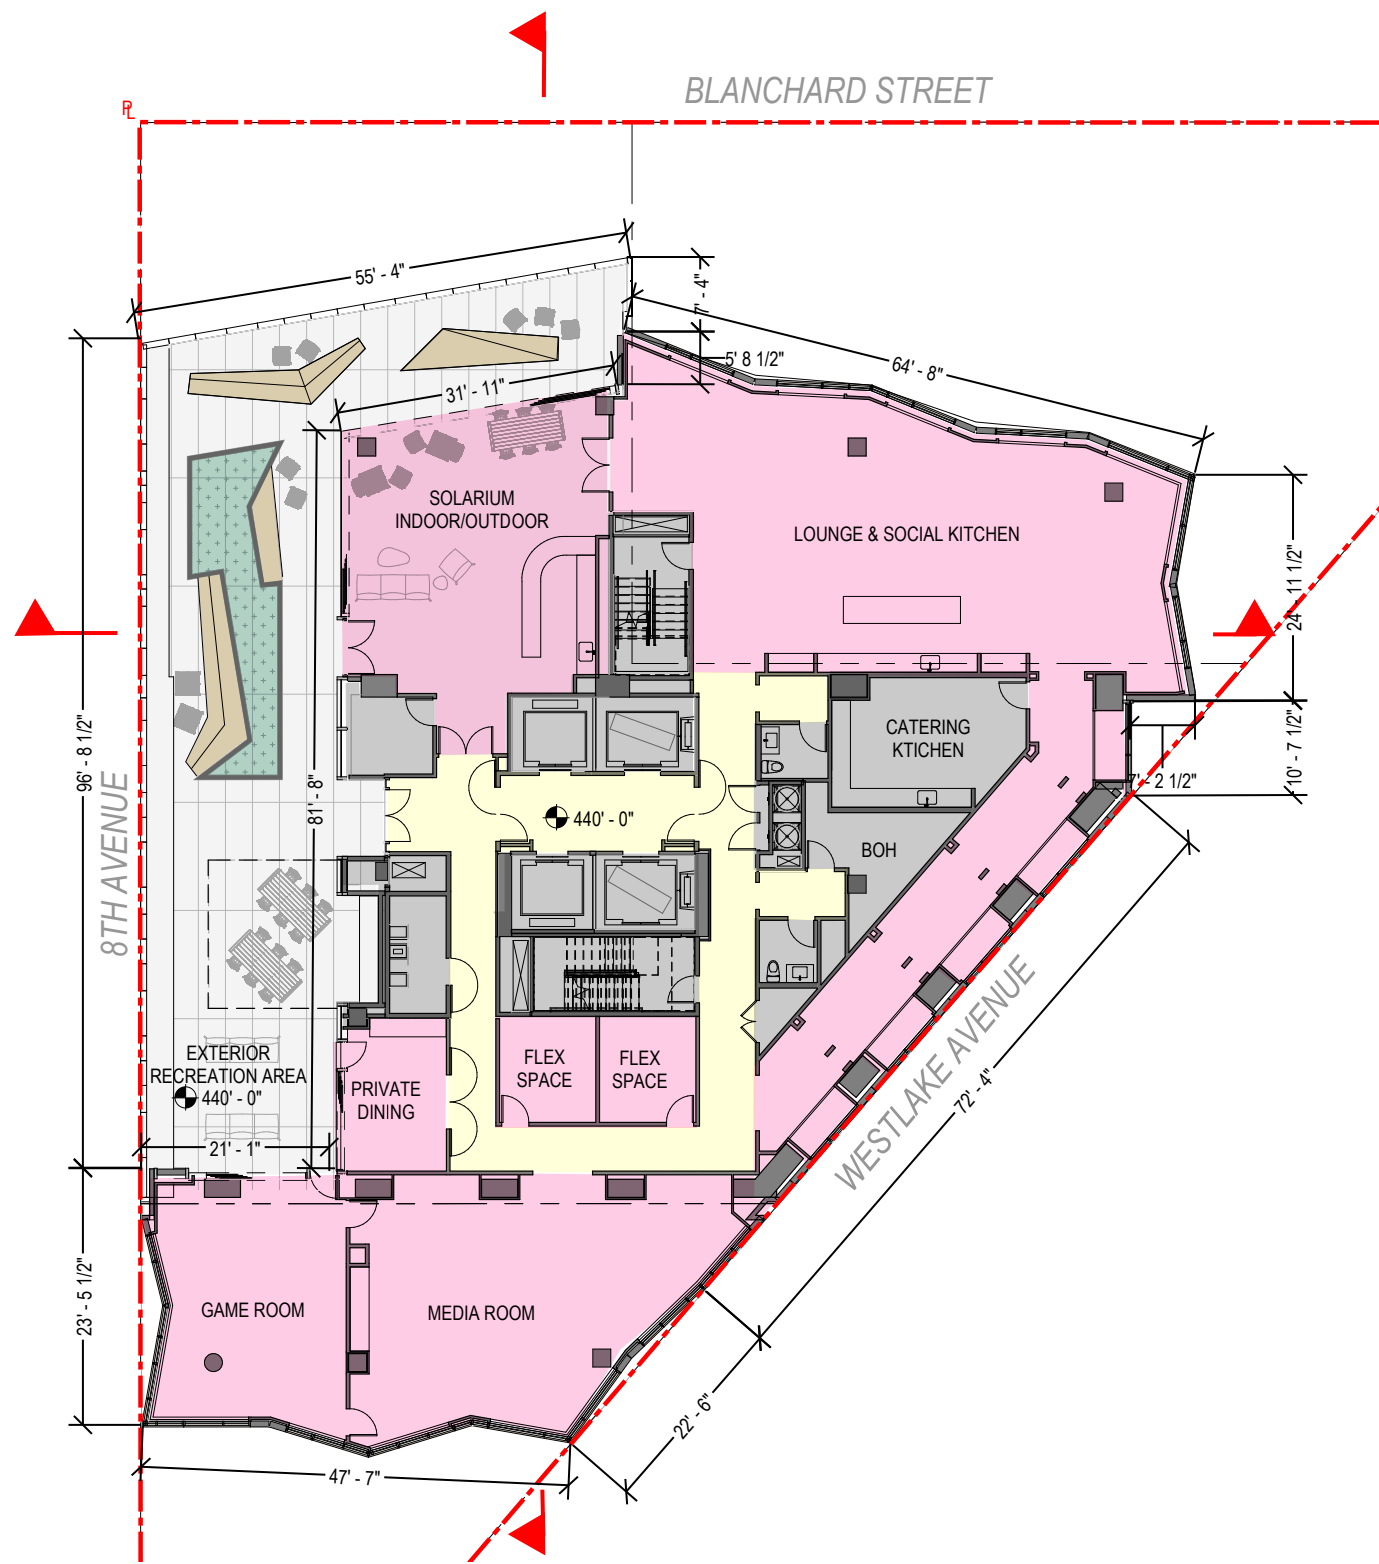 BLANCHARD STREET
PL
55' - 4"
7' - 4"
5' 8 1/2"
64' - 8"
31' - 11"
SOLARIUM
INDOOR/OUTDOOR
LOUNGE & SOCIAL KITCHEN
24' - 11 1/2"
96' - 8 1/2"
8TH AVENUE
81' - 8"
CATERING
KTICHEN
10' - 7 1/2"
7' - 2 1/2"
440' - 0"
BOH
EXTERIOR
RECREATION AREA
440' - 0"
21' - 1"
PRIVATE
DINING
FLEX
SPACE
FLEX
SPACE
WESTLAKE AVENUE
72' - 4"
23' - 5 1/2"
GAME ROOM
MEDIA ROOM
22' - 6"
47' - 7"